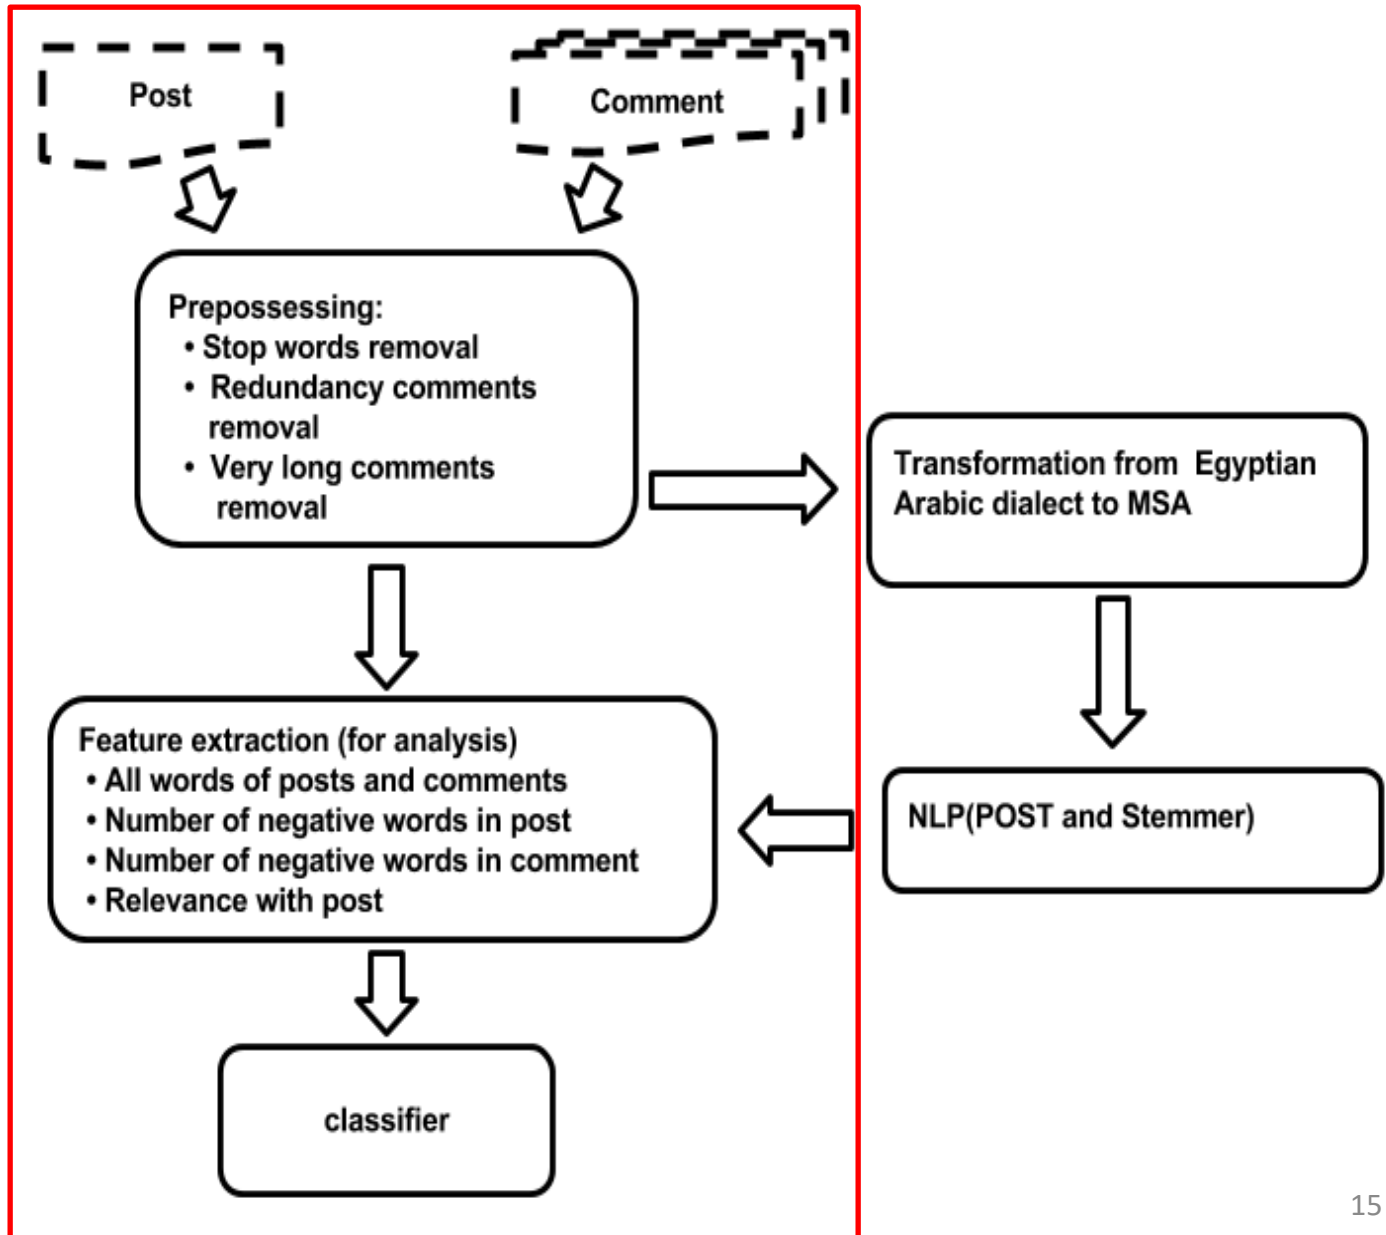 Post
Comment
Prepossessing:
• Stop words removal
• Redundancy comments
removal
• Very long comments
removal
Transformation from Egyptian
Arabic dialect to MSA
Feature extraction (for analysis)
• All words of posts and comments
• Number of negative words in post
• Number of negative words in comment
• Relevance with post
NLP(POST and Stemmer)
classifier
15